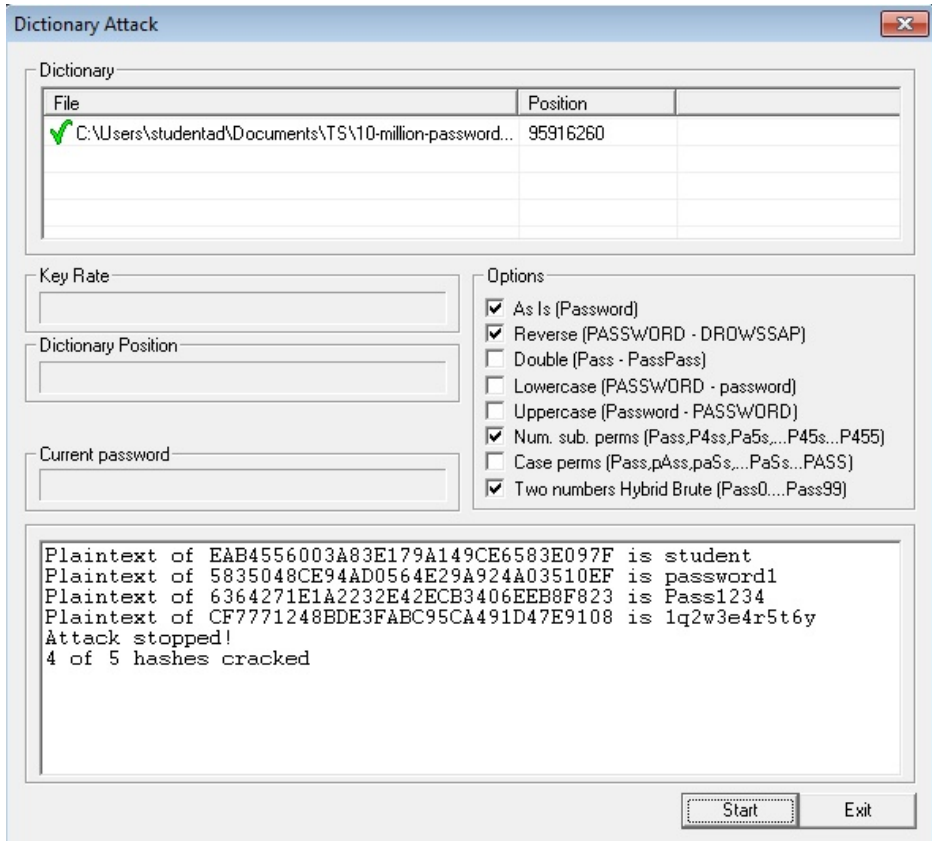 Dictionary Attack
Dictionary
File Position
C:\Users\studentad\Documents\TS\10-million-password... 95916260
Key Rate
Dictionary Position
Current password
Options
As Is (Password)
Reverse (PASSWORD - DROWSSAP)
Double (Pass - PassPass)
Lowercase (PASSWORD - password)
Uppercase (Password - PASSWORD)
Num. sub. perms (Pass,P4ss,Pa5s,...P45s...P455)
Case perms (Pass,pAss,paSs,...PaSs...PASS)
Two numbers Hybrid Brute (Pass0....Pass99)
Plaintext of EAB4556003A83E179A149CE6583E097F is student
Plaintext of 5835048CE94AD0564E29A924A03510EF is password1
Plaintext of 6364271E1A2232E42ECB3406EEB8F823 is Pass1234
Plaintext of CF7771248BDE3FABC95CA491D47E9108 is 1q2w3e4r5t6y
Attack stopped!
4 of 5 hashes cracked
Start Exit